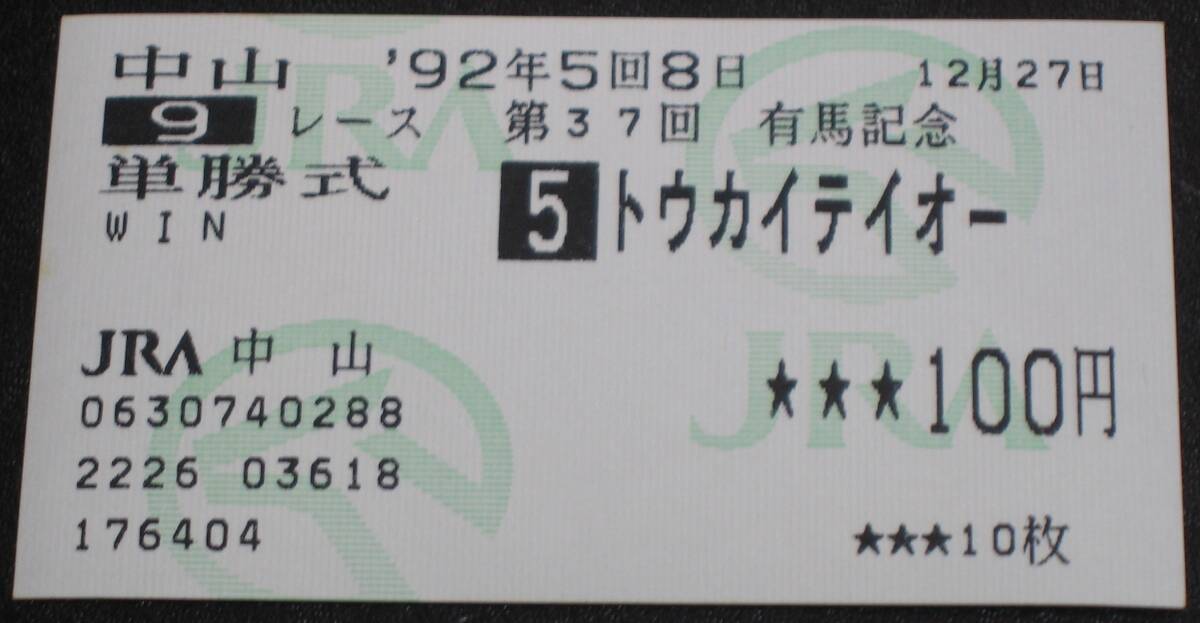 中山 '92年5回8日 12月27日
9 レース 第37回 有馬記念
単勝式
WIN
5 トウカイテイオー
JRA 中 山
★★★100円
0630740288
2226 03618
176404
★★★10枚